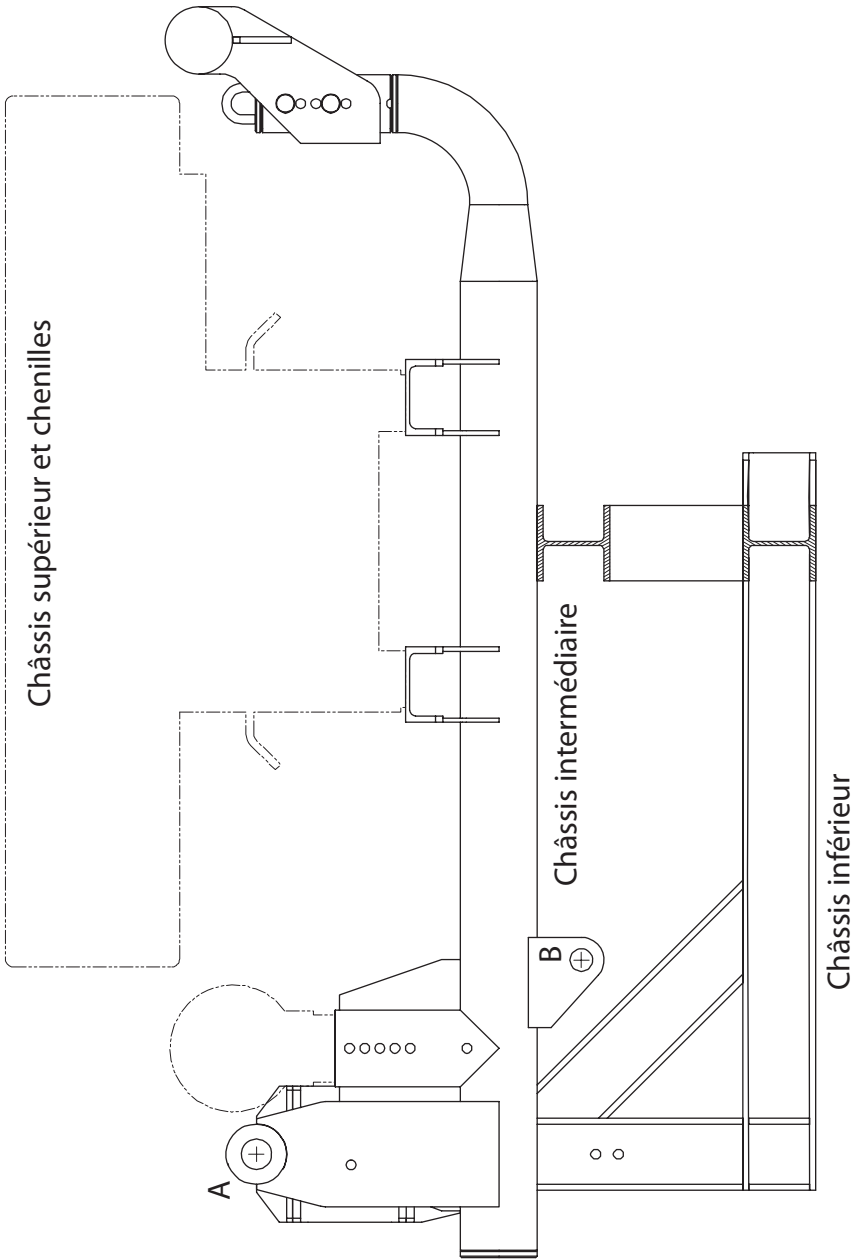 Châssis supérieur et chenilles
Châssis intermédiaire
Châssis inférieur
A
B